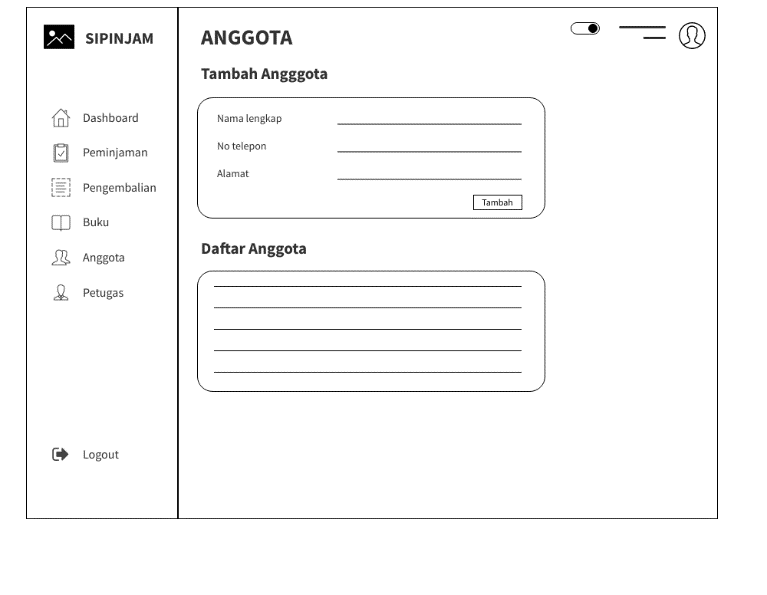 SIPINJAM
Dashboard
Peminjaman
Pengembalian
Buku
Anggota
Petugas
Logout
ANGGOTA
Tambah Angggota
Nama lengkap
No telepon
Alamat
Tambah
Daftar Anggota